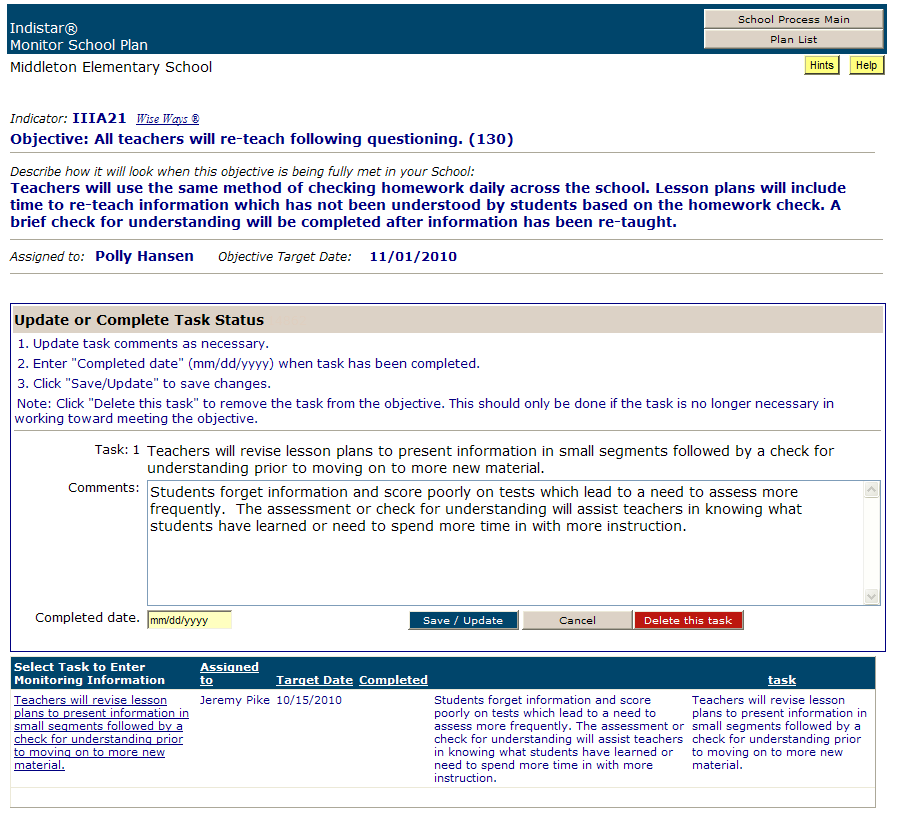 Indistar®
School Process Main
Monitor School Plan
Plan List
Middleton Elementary School
Hints
Help
Indicator: IIIA21 Wise Ways ®
Objective: All teachers will re-teach following questioning. (130)
Describe how it will look when this objective is being fully met in your School:
Teachers will use the same method of checking homework daily across the school. Lesson plans will include
time to re-teach information which has not been understood by students based on the homework check. A
brief check for understanding will be completed after information has been re-taught.
Assigned to: Polly Hansen Objective Target Date: 11/01/2010
Update or Complete Task Status
1. Update task comments as necessary.
2. Enter "Completed date" (mm/dd/yyyy) when task has been completed.
3. Click "Save/Update" to save changes.
Note: Click "Delete this task" to remove the task from the objective. This should only be done if the task is no longer necessary in
working toward meeting the objective.
Task: 1 Teachers will revise lesson plans to present information in small segments followed by a check for
understanding prior to moving on to more new material.
Comments:
Students forget information and score poorly on tests which lead to a need to assess more
frequently. The assessment or check for understanding will assist teachers in knowing what
students have learned or need to spend more time in with more instruction.
Completed date. mm/dd/yyyy Save / Update Cancel Delete this task
Select Task to Enter
Monitoring Information
Assigned
to
Target Date Completed task
Teachers will revise lesson
plans to present information in
small segments followed by a
check for understanding prior
to moving on to more new
material.
Jeremy Pike 10/15/2010
Students forget information and score
poorly on tests which lead to a need to
assess more frequently. The assessment or
check for understanding will assist teachers
in knowing what students have learned or
need to spend more time in with more
instruction.
Teachers will revise lesson
plans to present information in
small segments followed by a
check for understanding prior
to moving on to more new
material.